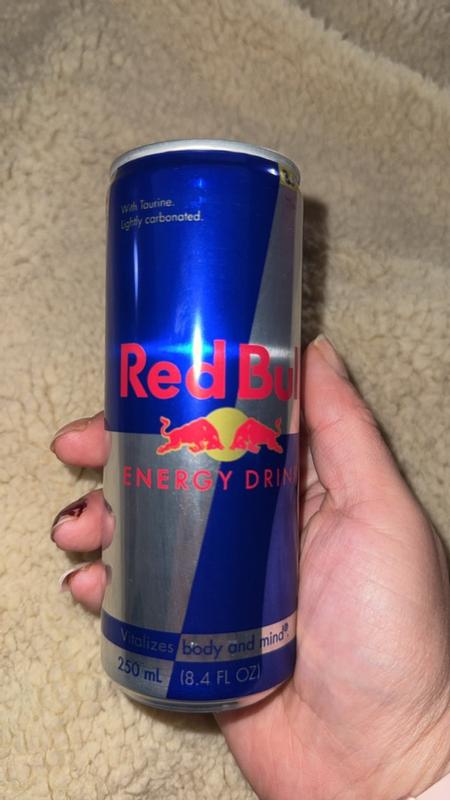 With Taurine.
Lightly carbonated.
Red Bul
ENERGY DRIN
Vitalizes body and mind®.
250 mL (8.4 FL OZ)